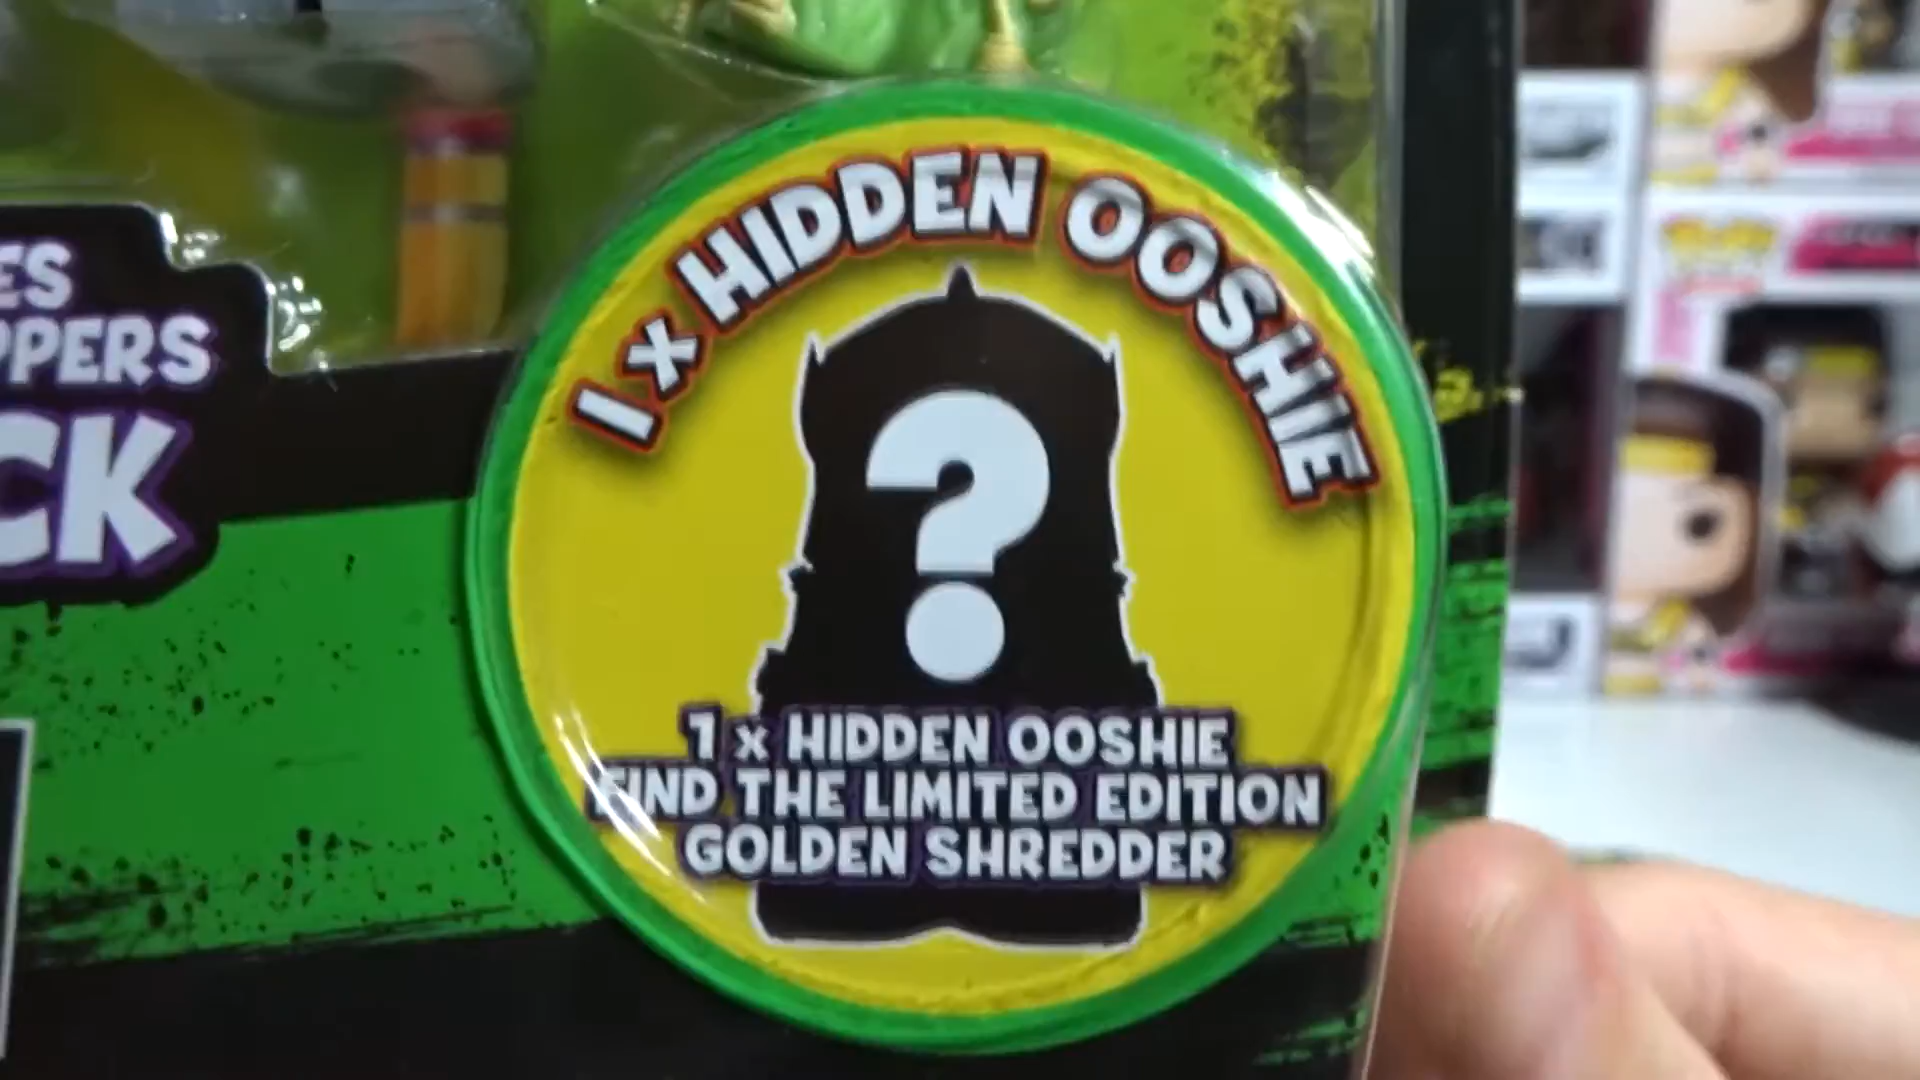 1 x HIDDEN OOSHIE
ES
PPERS
CK
?
1 x HIDDEN OOSHIE
FIND THE LIMITED EDITION
GOLDEN SHREDDER